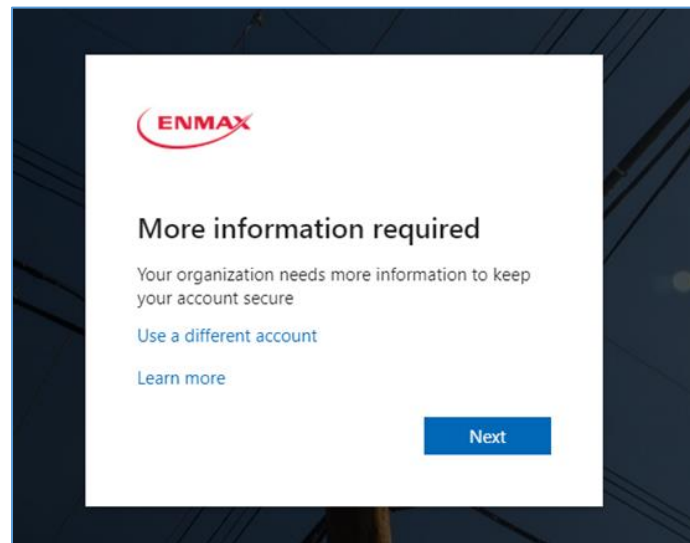 ENMAX
More information required
Your organization needs more information to keep
your account secure
Use a different account
Learn more
Next